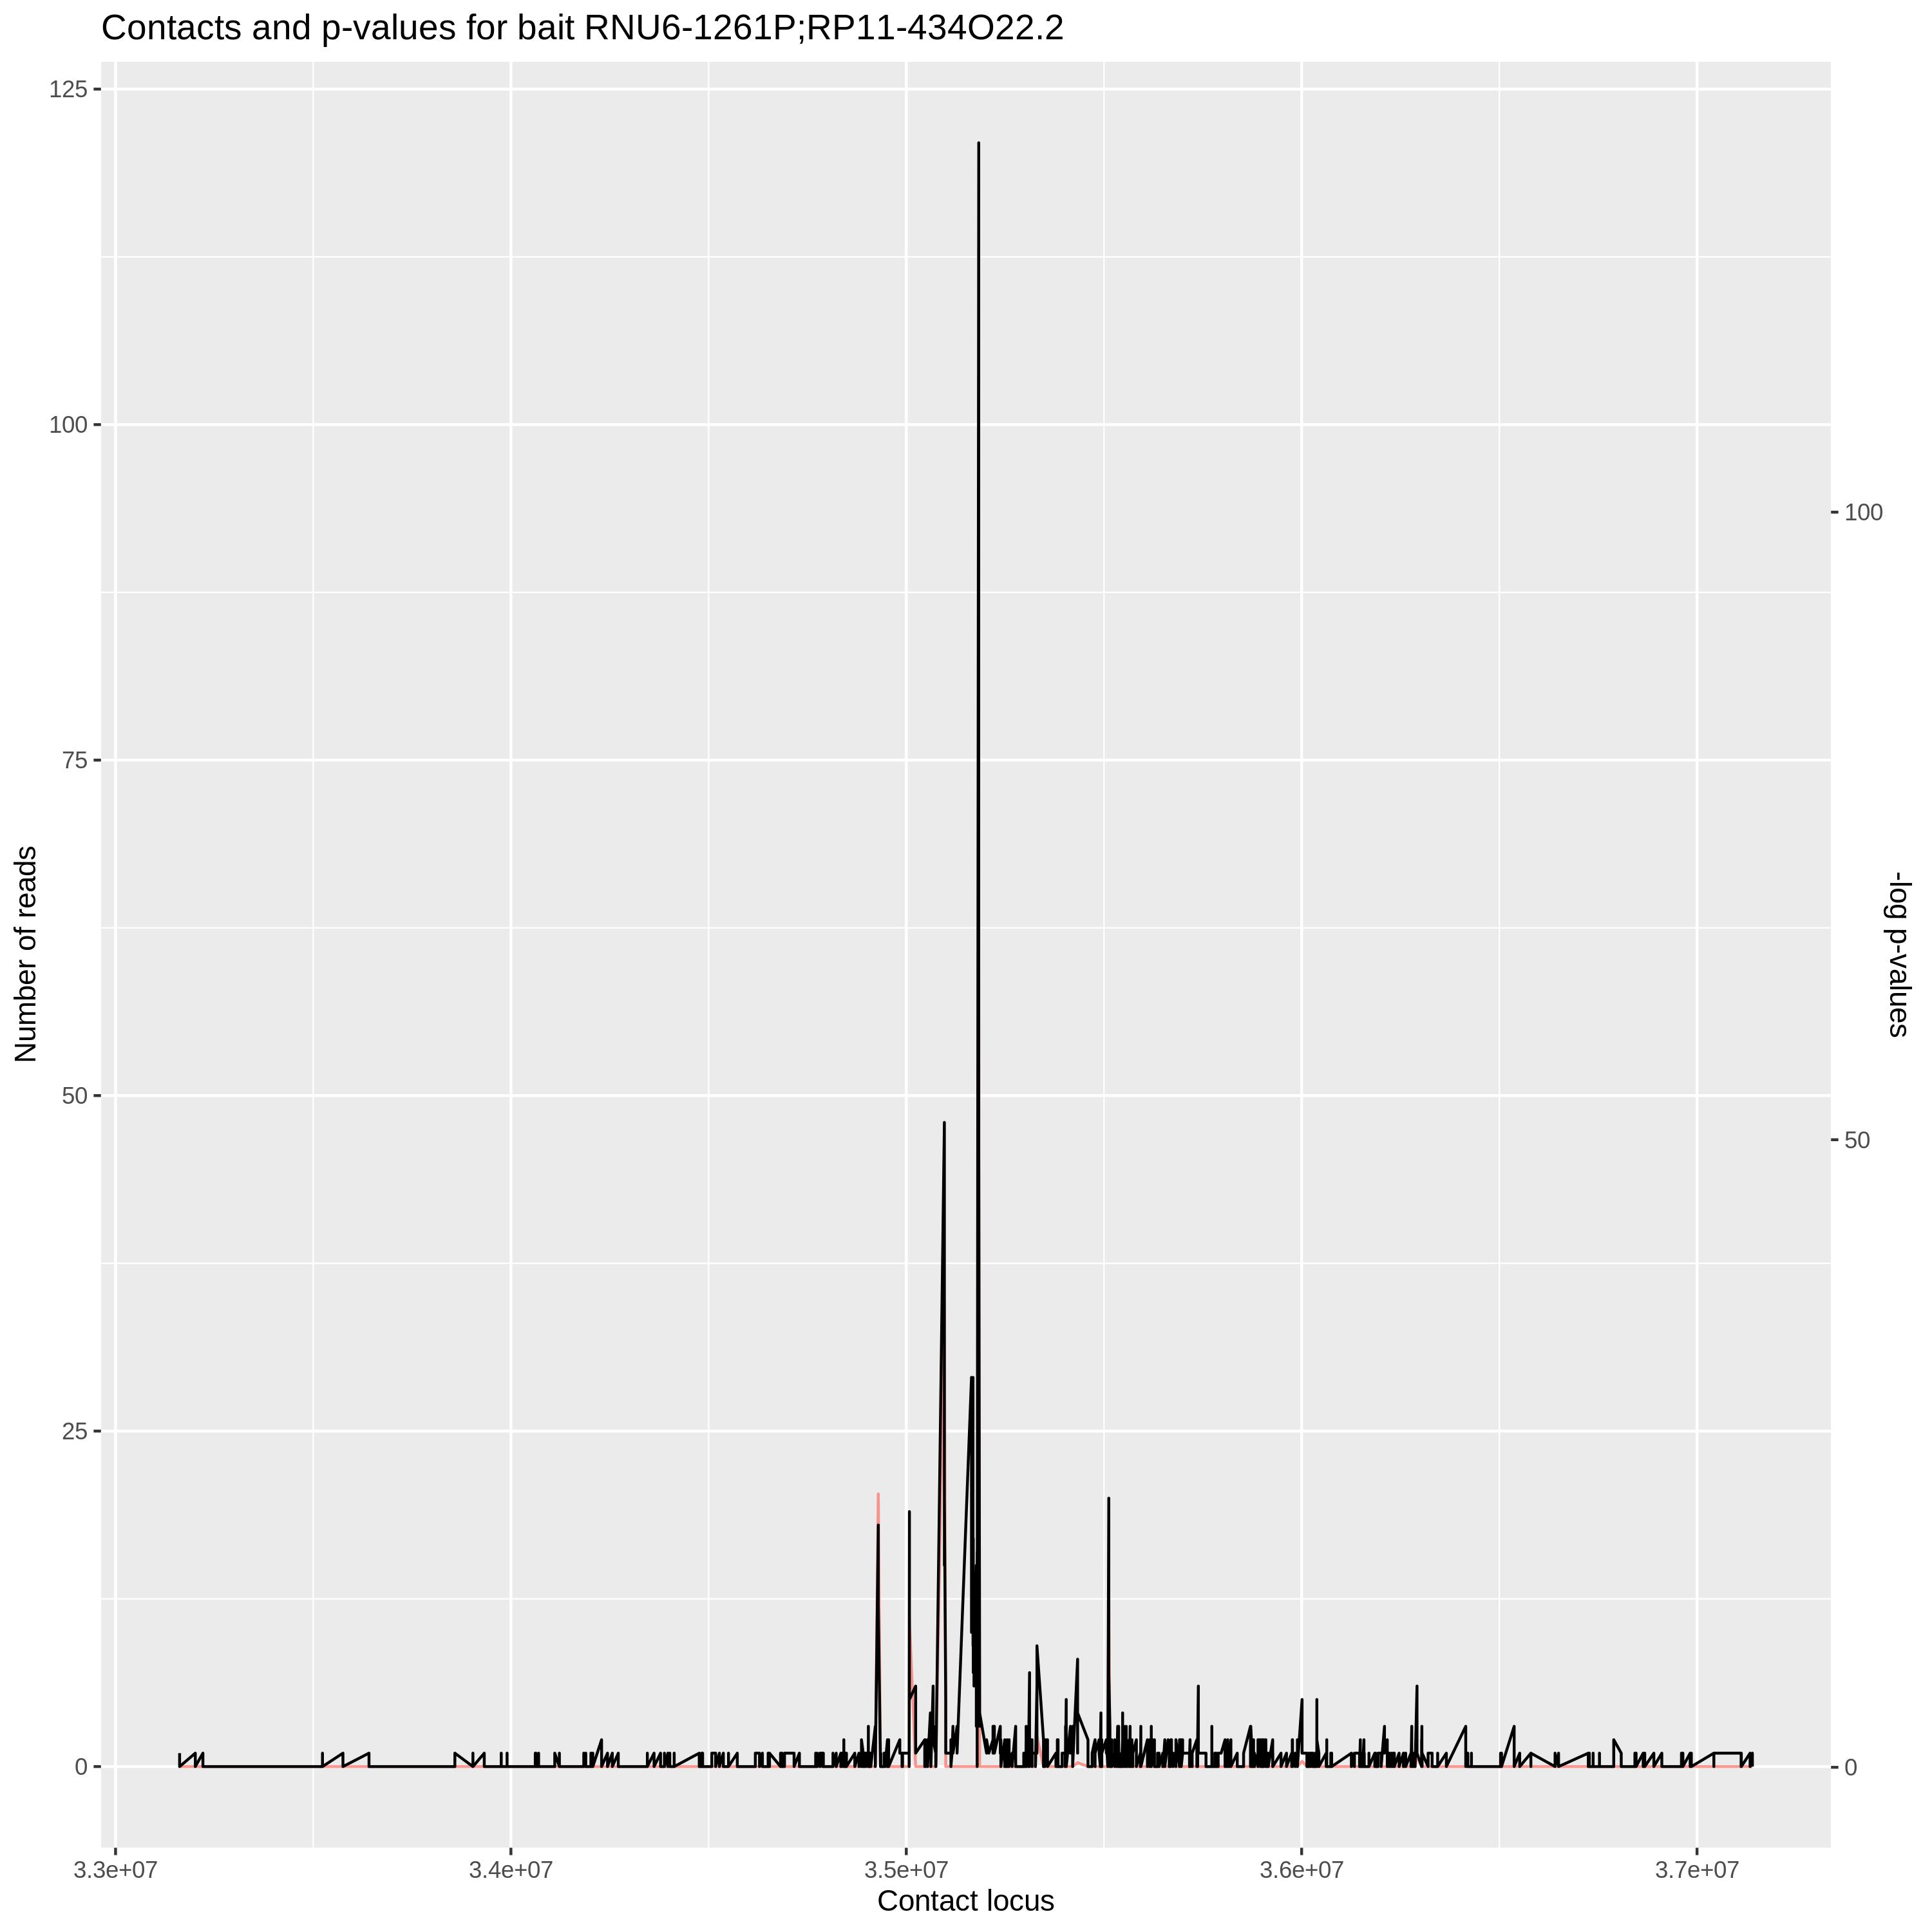 Contacts and p-values for bait RNU6-1261P;RP11-434O22.2
125
100
75
50
25
0
Number of reads
100
50
0
-log p-values
3.3e+07
3.4e+07
3.5e+07
3.6e+07
3.7e+07
Contact locus